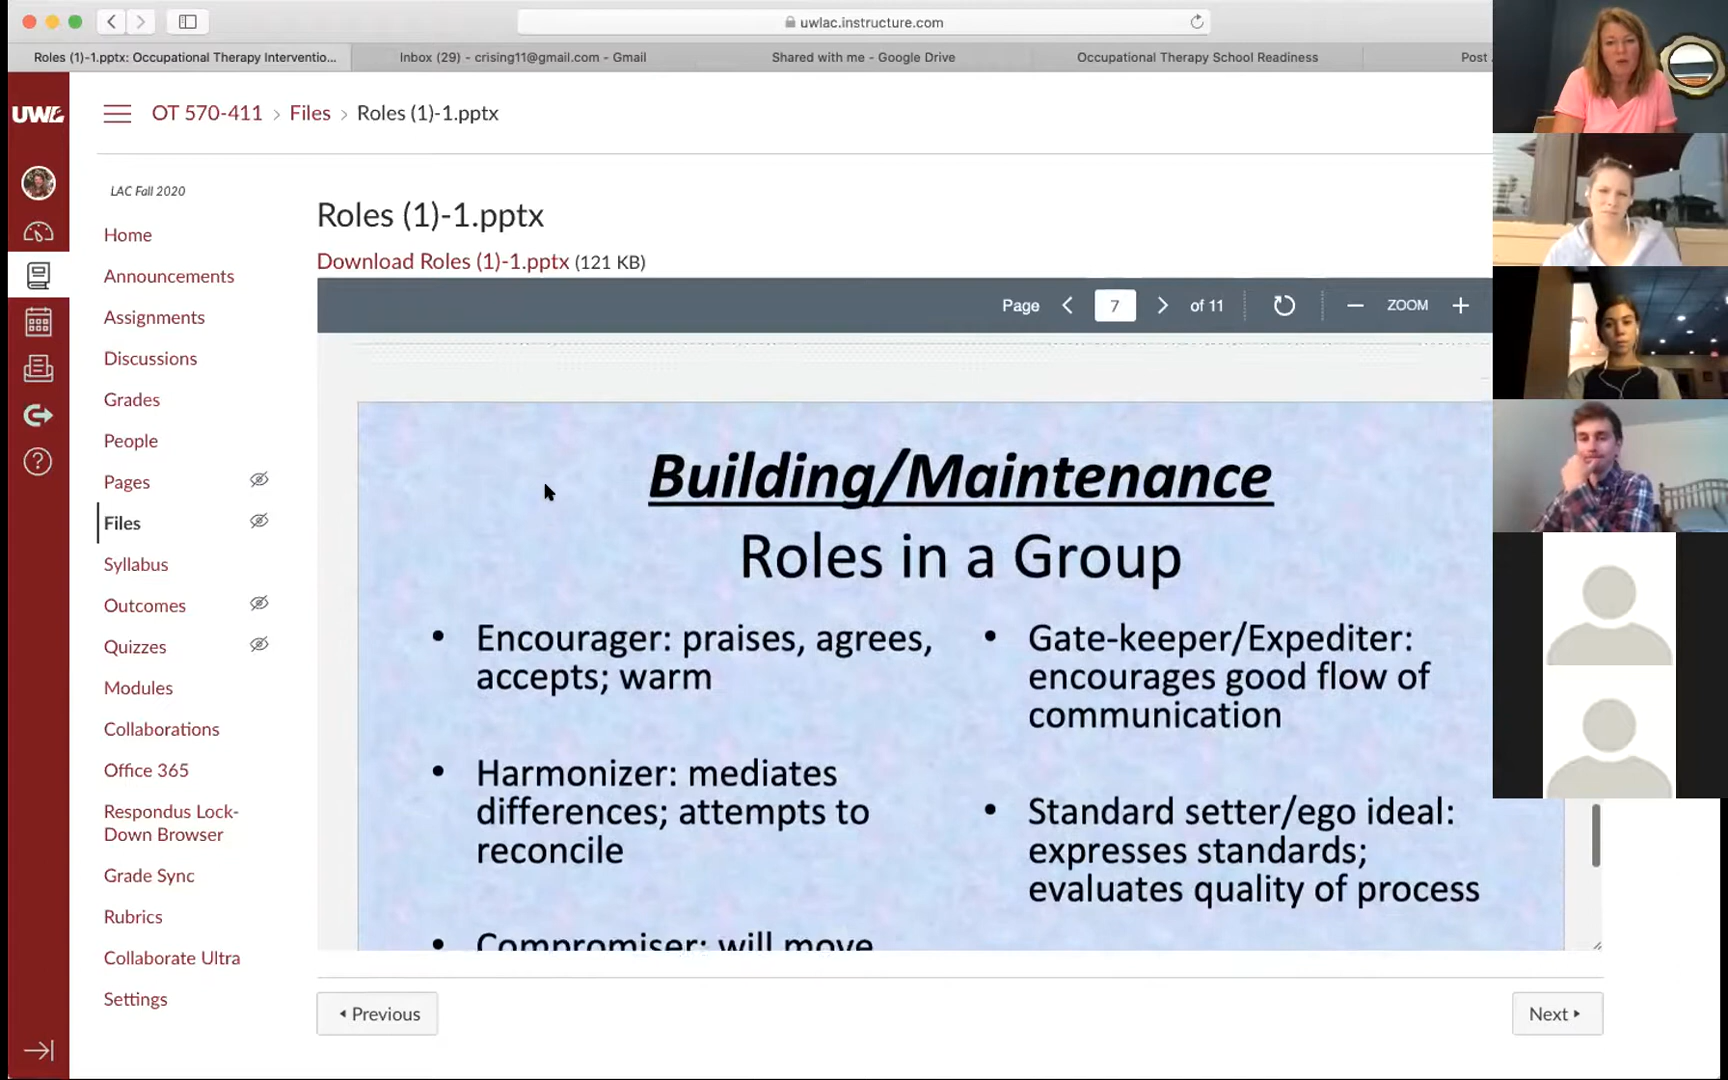 uwlac.instructure.com
Roles (1)-1.pptx: Occupational Therapy Interventio...
Inbox (29) - crising11@gmail.com - Gmail
Shared with me - Google Drive
Occupational Therapy School Readiness
Post
UWL
OT 570-411 > Files > Roles (1)-1.pptx
LAC Fall 2020
Home
Announcements
Assignments
Discussions
Grades
People
Pages
Files
Syllabus
Outcomes
Quizzes
Modules
Collaborations
Office 365
Respondus Lock-
Down Browser
Grade Sync
Rubrics
Collaborate Ultra
Settings
Roles (1)-1.pptx
Download Roles (1)-1.pptx (121 KB)
Page < 7 > of 11 — ZOOM +
Building/Maintenance
Roles in a Group
• Encourager: praises, agrees,
accepts; warm
• Harmonizer: mediates
differences; attempts to
reconcile
• Compromiser: will move
• Gate-keeper/Expediter:
encourages good flow of
communication
• Standard setter/ego ideal:
expresses standards;
evaluates quality of process
Previous
Next